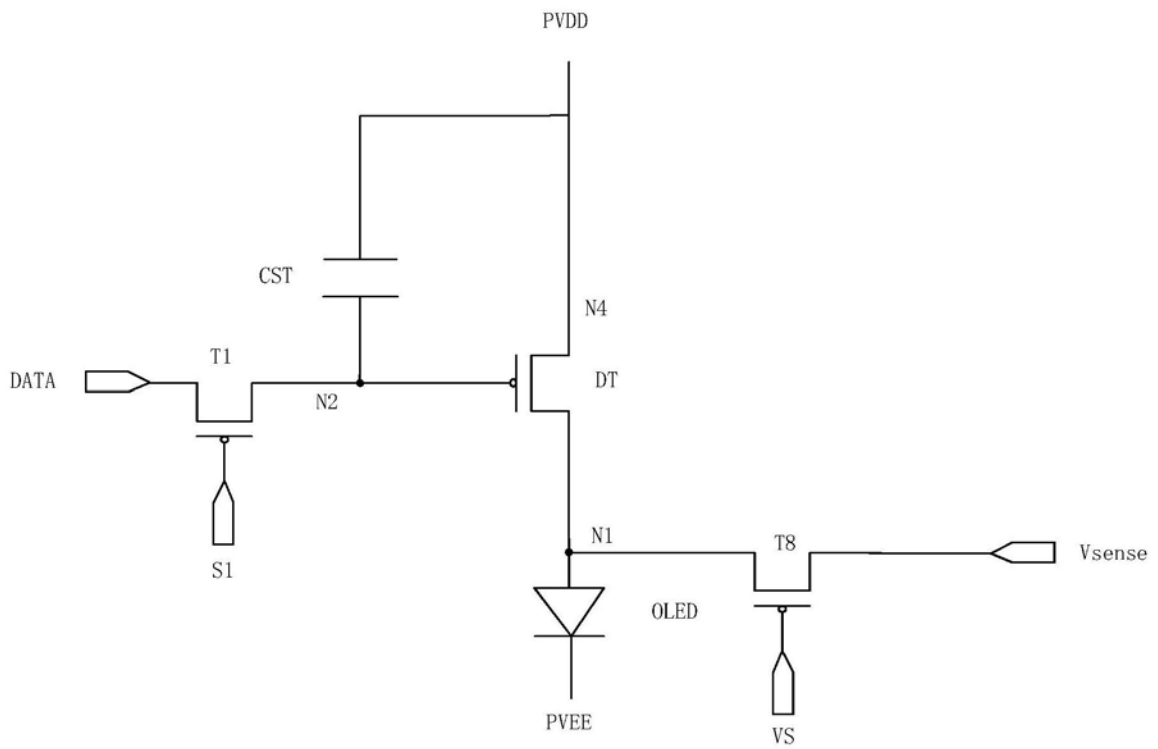 PVDD
CST
N4
T1
DATA
DT
N2
N1
T8
Vsense
S1
OLED
PVEE
VS